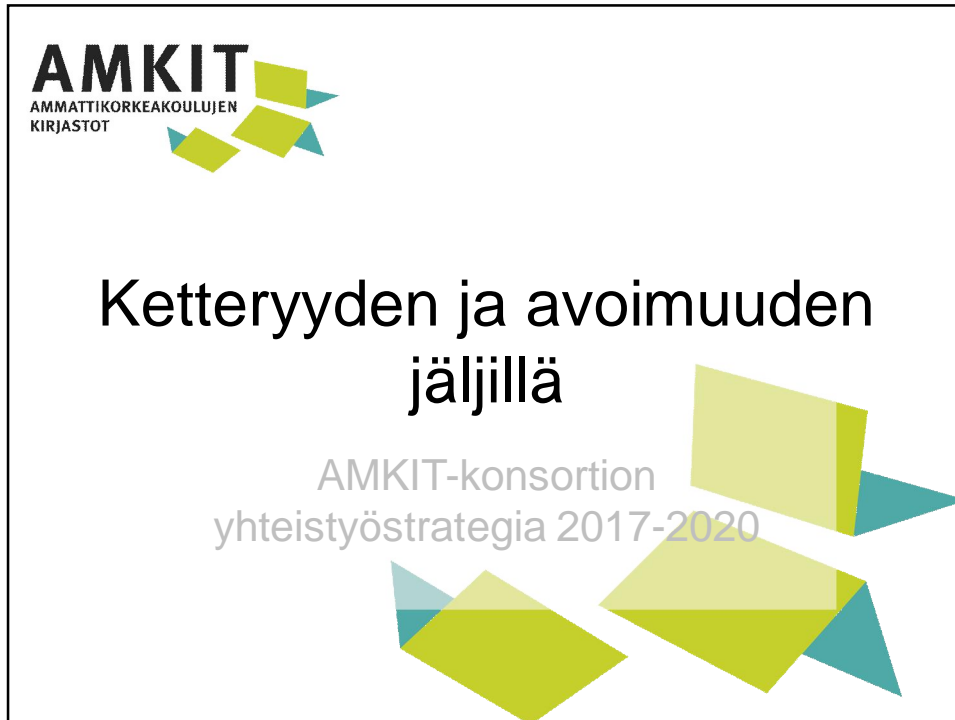 AMKIT
AMMATTIKORKEAKOULUJEN
KIRJASTOT
Ketteryyden ja avoimuuden
jäljillä
AMKIT-konsortion
yhteistyöstrategia 2017-2020